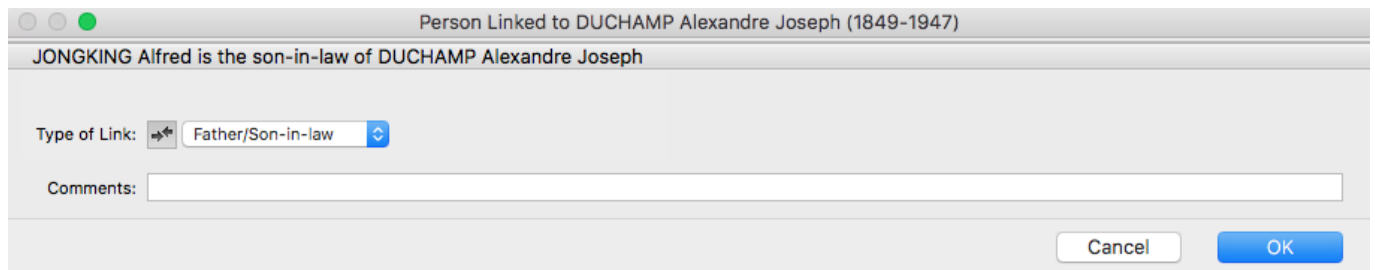 Person Linked to DUCHAMP Alexandre Joseph (1849-1947)
JONGKING Alfred is the son-in-law of DUCHAMP Alexandre Joseph
Type of Link: Father/Son-in-law
Comments:
Cancel OK